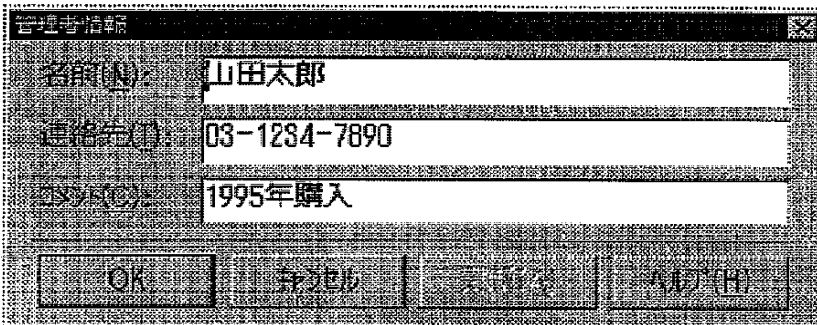 管理者情報
名前(N): 山田太郎
連絡先(T): 03-1234-7890
コメント(C): 1995年購入
OK キャンセル ヘルプ(H)